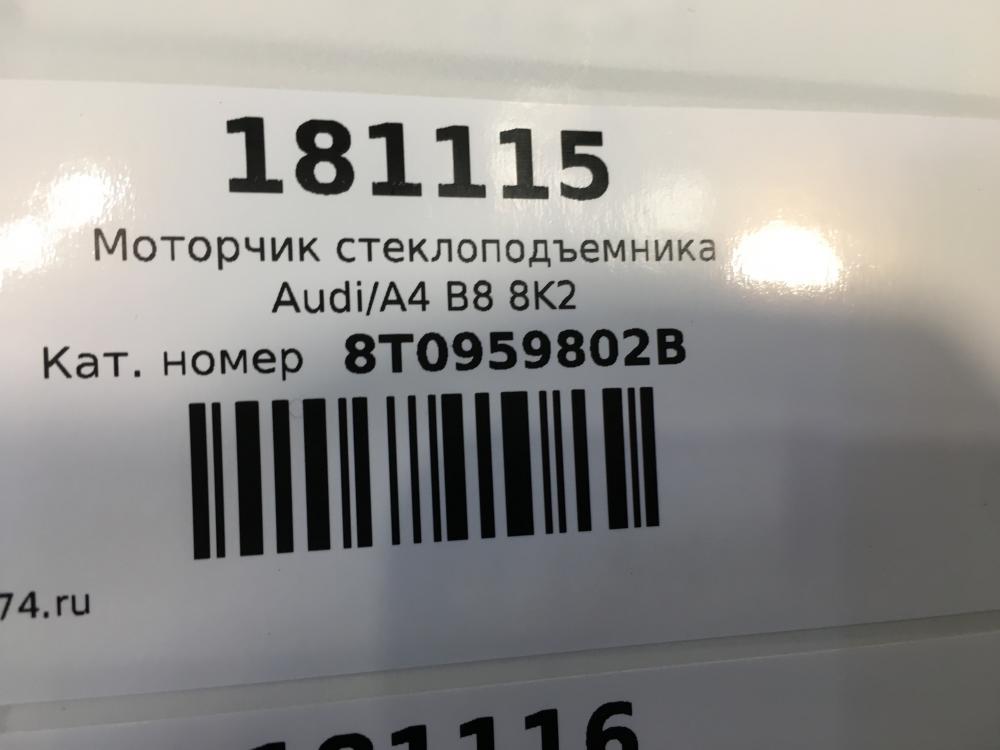 181115
Моторчик стеклоподъемника
Audi/A4 B8 8K2
Кат. номер 8T0959802B
74.ru
181116